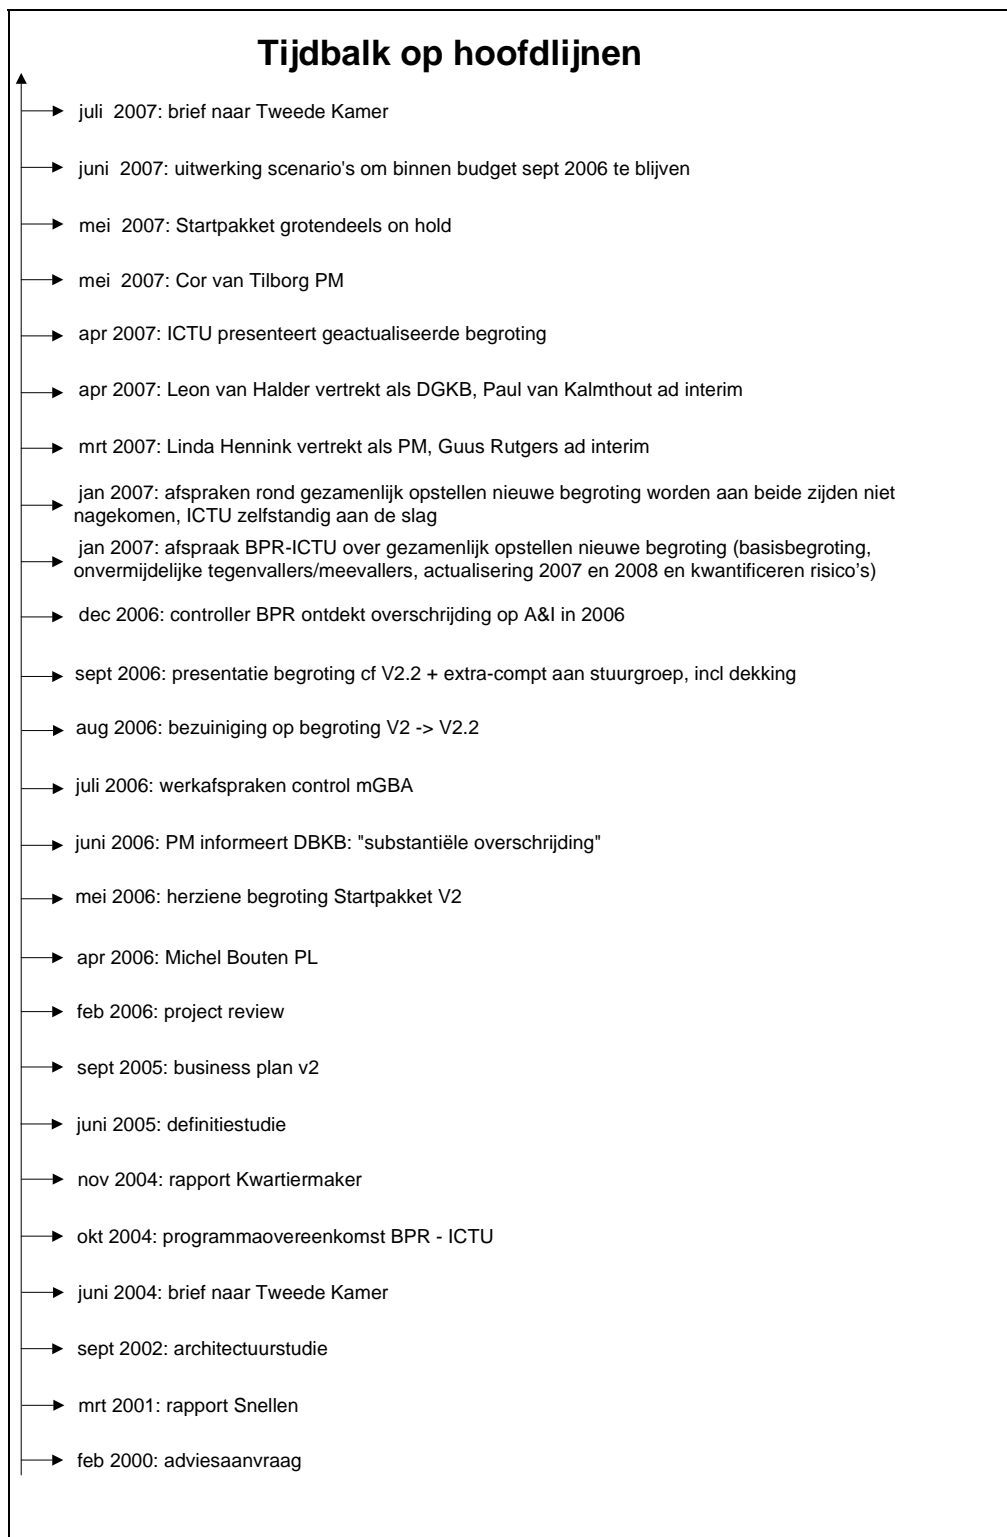 Tijdbalk op hoofdlijnen
juli  2007: brief naar Tweede Kamer
juni  2007: uitwerking scenario's om binnen budget sept 2006 te blijven
mei  2007: Startpakket grotendeels on hold
mei  2007: Cor van Tilborg PM
apr 2007: ICTU presenteert geactualiseerde begroting
apr 2007: Leon van Halder vertrekt als DGKB, Paul van Kalmthout ad interim
mrt 2007: Linda Hennink vertrekt als PM, Guus Rutgers ad interim
jan 2007: afspraken rond gezamenlijk opstellen nieuwe begroting worden aan beide zijden niet
nagekomen, ICTU zelfstandig aan de slag
jan 2007: afspraak BPR-ICTU over gezamenlijk opstellen nieuwe begroting (basisbegroting,
onvermijdelijke tegenvallers/meevallers, actualisering 2007 en 2008 en kwantificeren risico’s)
dec 2006: controller BPR ontdekt overschrijding op A&I in 2006
sept 2006: presentatie begroting cf V2.2 + extra-compt aan stuurgroep, incl dekking
aug 2006: bezuiniging op begroting V2 -> V2.2
juli 2006: werkafspraken control mGBA
juni 2006: PM informeert DBKB: "substantiële overschrijding"
mei 2006: herziene begroting Startpakket V2
apr 2006: Michel Bouten PL
feb 2006: project review
sept 2005: business plan v2
juni 2005: definitiestudie
nov 2004: rapport Kwartiermaker
okt 2004: programmaovereenkomst BPR - ICTU
juni 2004: brief naar Tweede Kamer
sept 2002: architectuurstudie
mrt 2001: rapport Snellen
feb 2000: adviesaanvraag